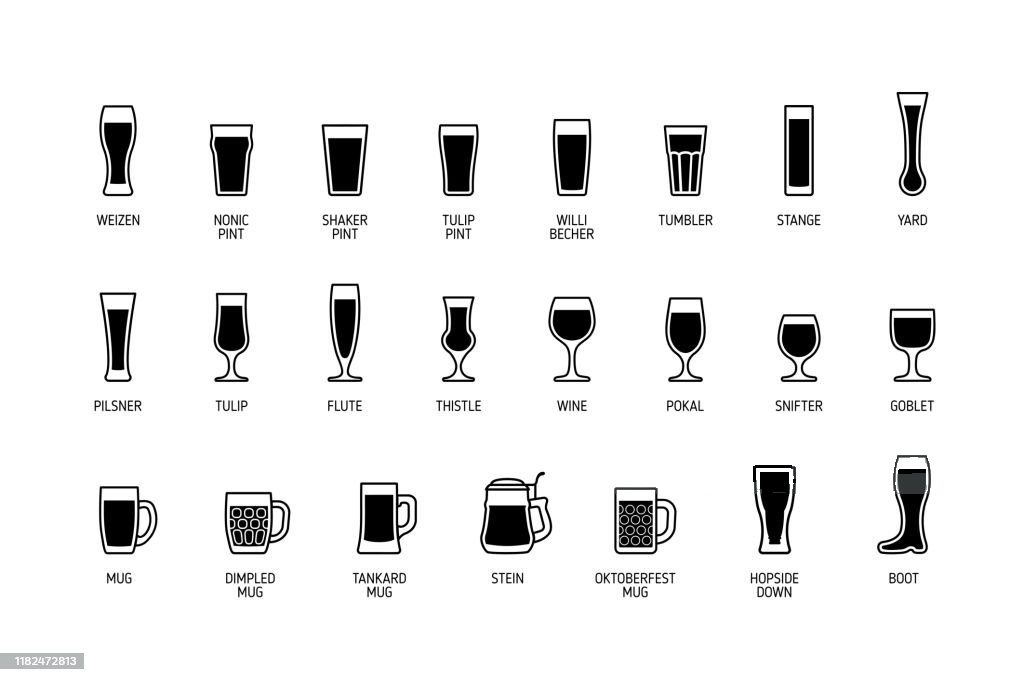 WEIZEN
NONIC
PINT
SHAKER
PINT
TULIP
PINT
WILLI
BECHER
TUMBLER
STANGE
YARD
PILSNER
TULIP
FLUTE
THISTLE
WINE
POKAL
SNIFTER
GOBLET
MUG
DIMPLED
MUG
TANKARD
MUG
STEIN
OKTOBERFEST
MUG
HOPSIDE
DOWN
BOOT
1182472813